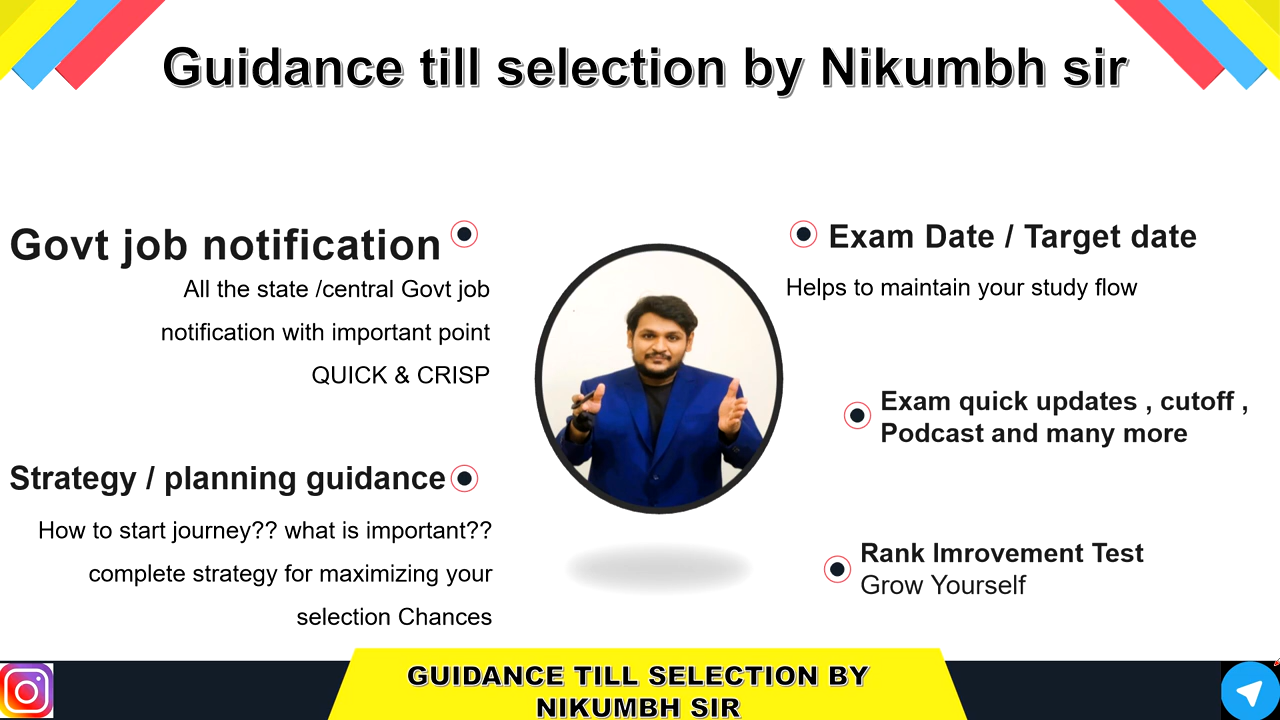 Guidance till selection by Nikumbh sir
Govt job notification
All the state /central Govt job
notification with important point
QUICK & CRISP
Strategy / planning guidance
How to start journey?? what is important??
complete strategy for maximizing your
selection Chances
Exam Date / Target date
Helps to maintain your study flow
Exam quick updates , cutoff ,
Podcast and many more
Rank Imrovement Test
Grow Yourself
GUIDANCE TILL SELECTION BY
NIKUMBH SIR